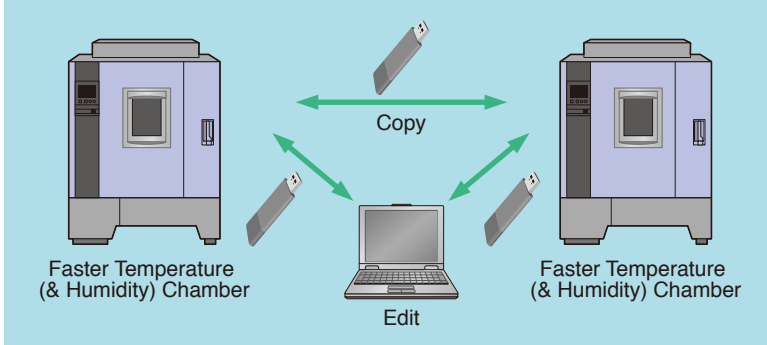 Copy
Faster Temperature
(& Humidity) Chamber
Edit
Faster Temperature
(& Humidity) Chamber